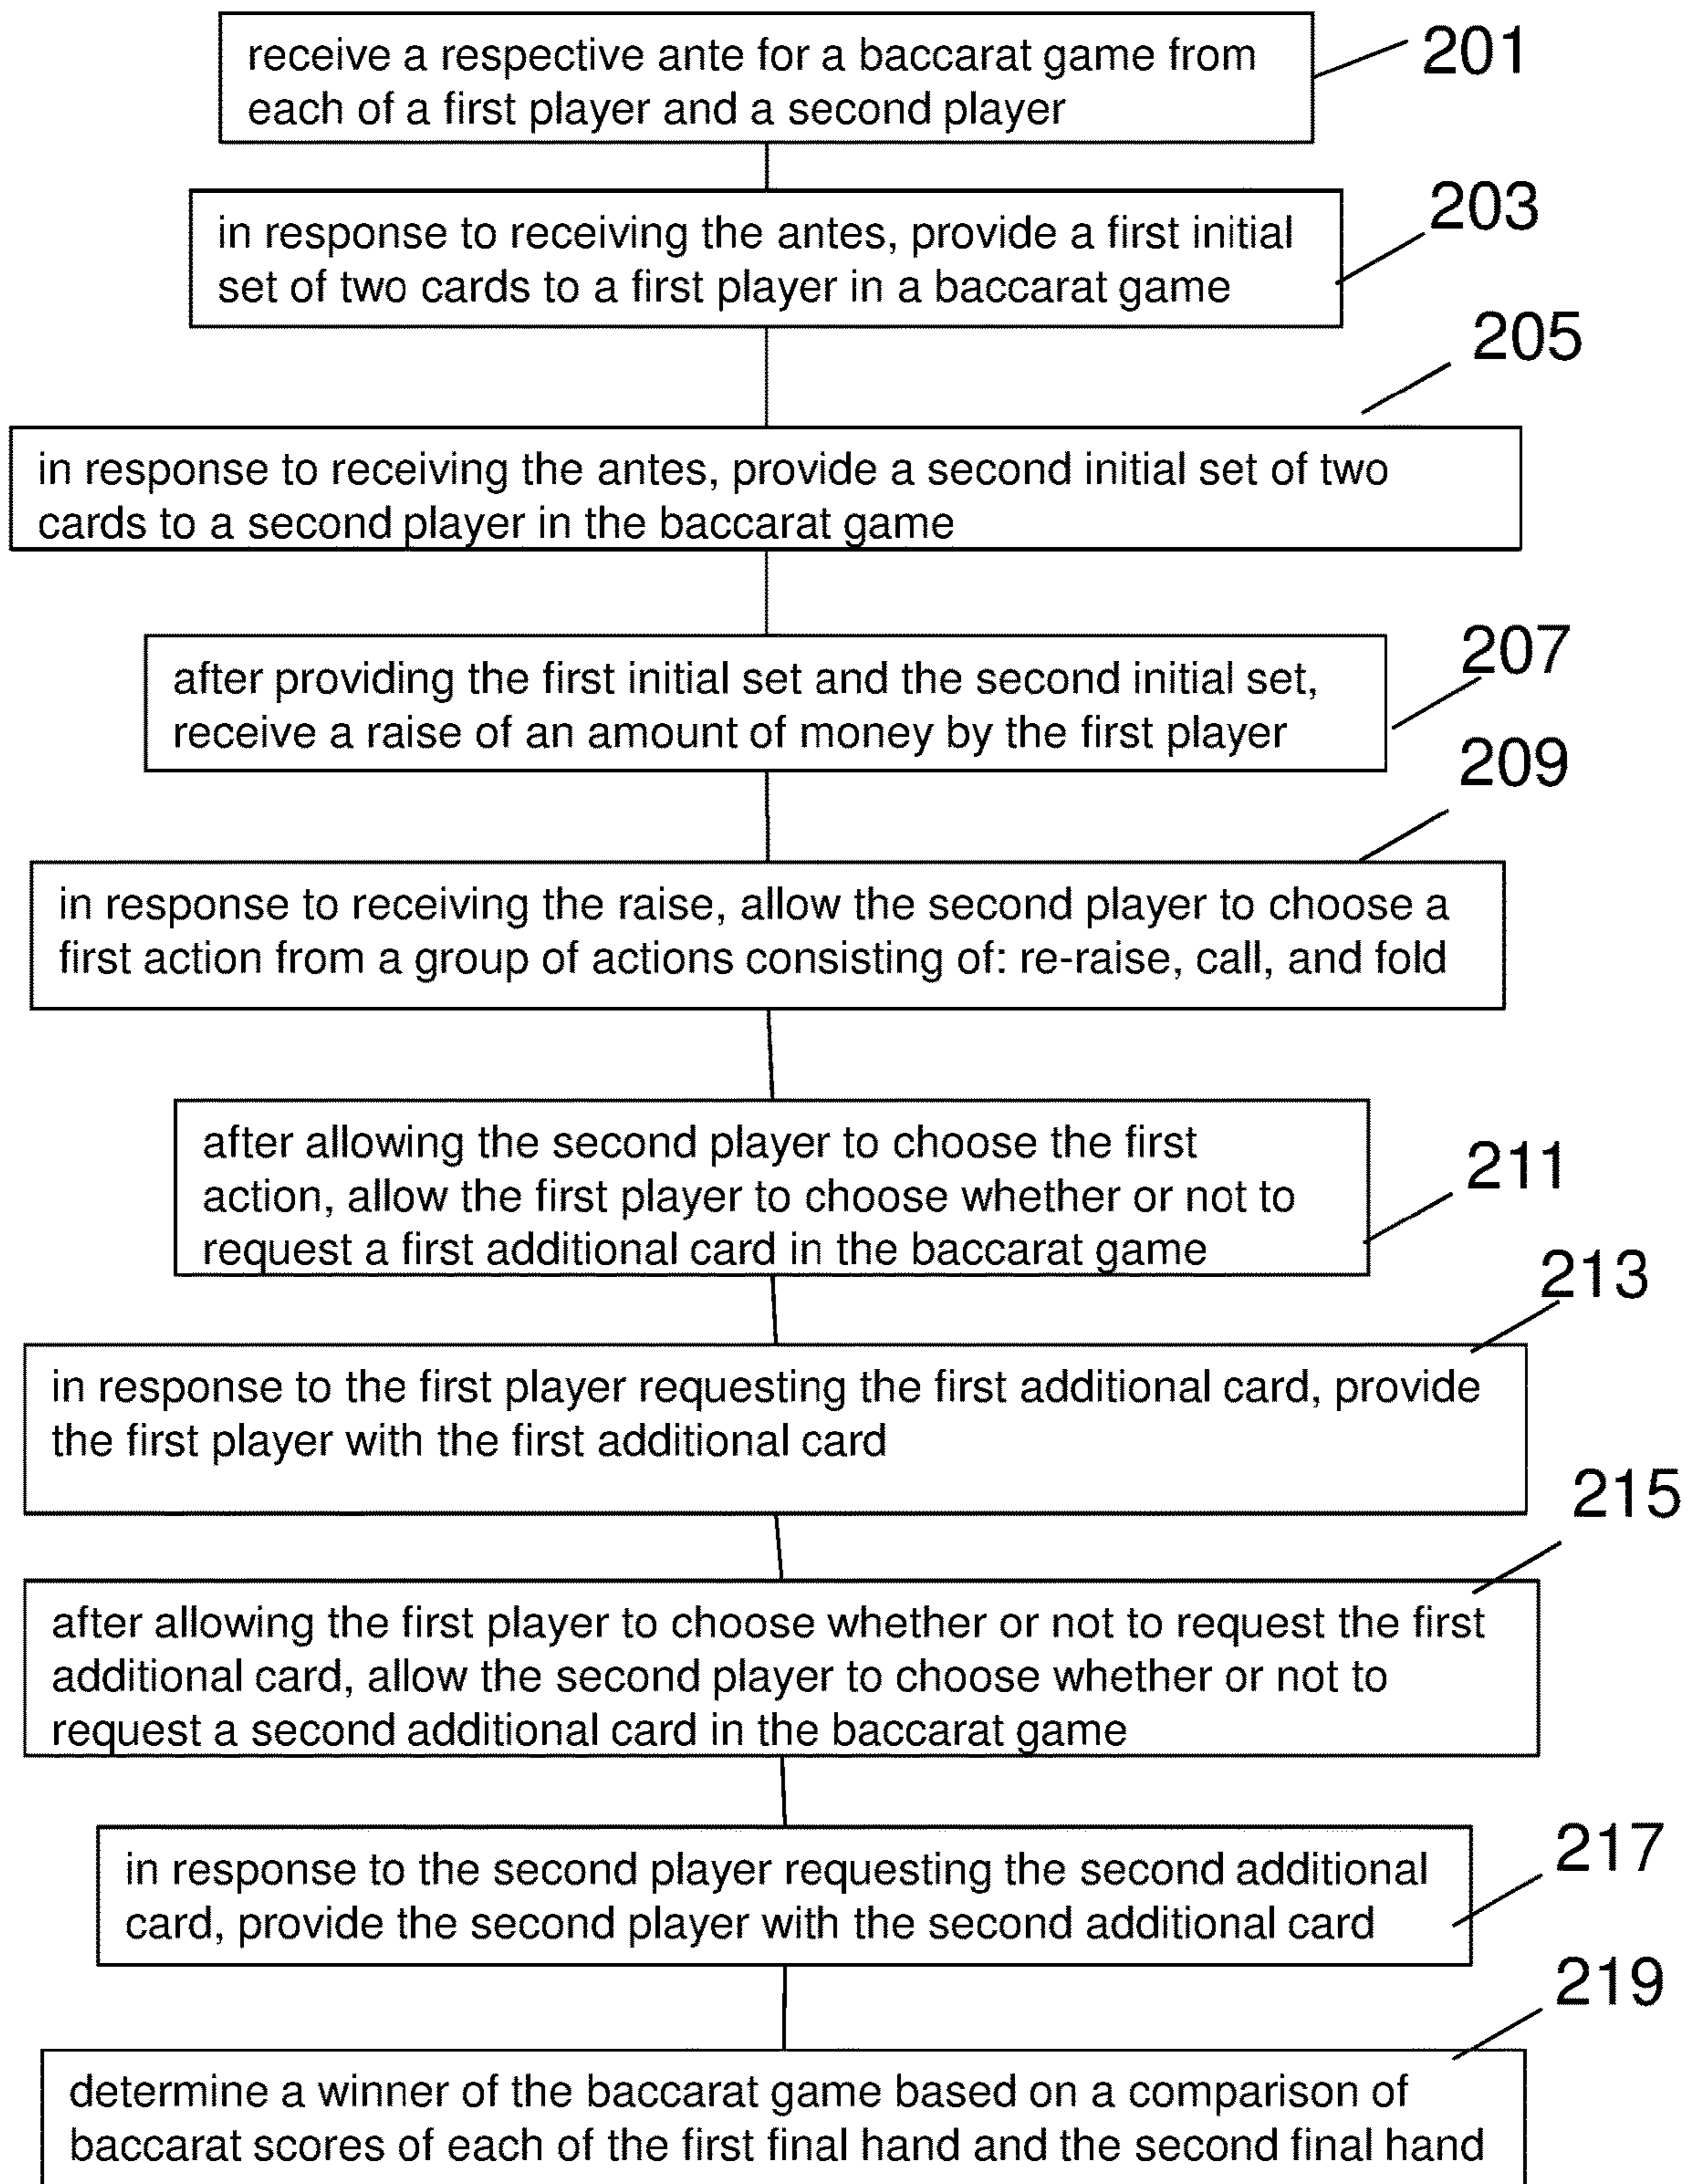 receive a respective ante for a baccarat game from
each of a first player and a second player
201
in response to receiving the antes, provide a first initial
set of two cards to a first player in a baccarat game
203
205
in response to receiving the antes, provide a second initial set of two
cards to a second player in the baccarat game
after providing the first initial set and the second initial set,
receive a raise of an amount of money by the first player
207
209
in response to receiving the raise, allow the second player to choose a
first action from a group of actions consisting of: re-raise, call, and fold
after allowing the second player to choose the first
action, allow the first player to choose whether or not to
request a first additional card in the baccarat game
211
213
in response to the first player requesting the first additional card, provide
the first player with the first additional card
215
after allowing the first player to choose whether or not to request the first
additional card, allow the second player to choose whether or not to
request a second additional card in the baccarat game
in response to the second player requesting the second additional
card, provide the second player with the second additional card
217
219
determine a winner of the baccarat game based on a comparison of
baccarat scores of each of the first final hand and the second final hand